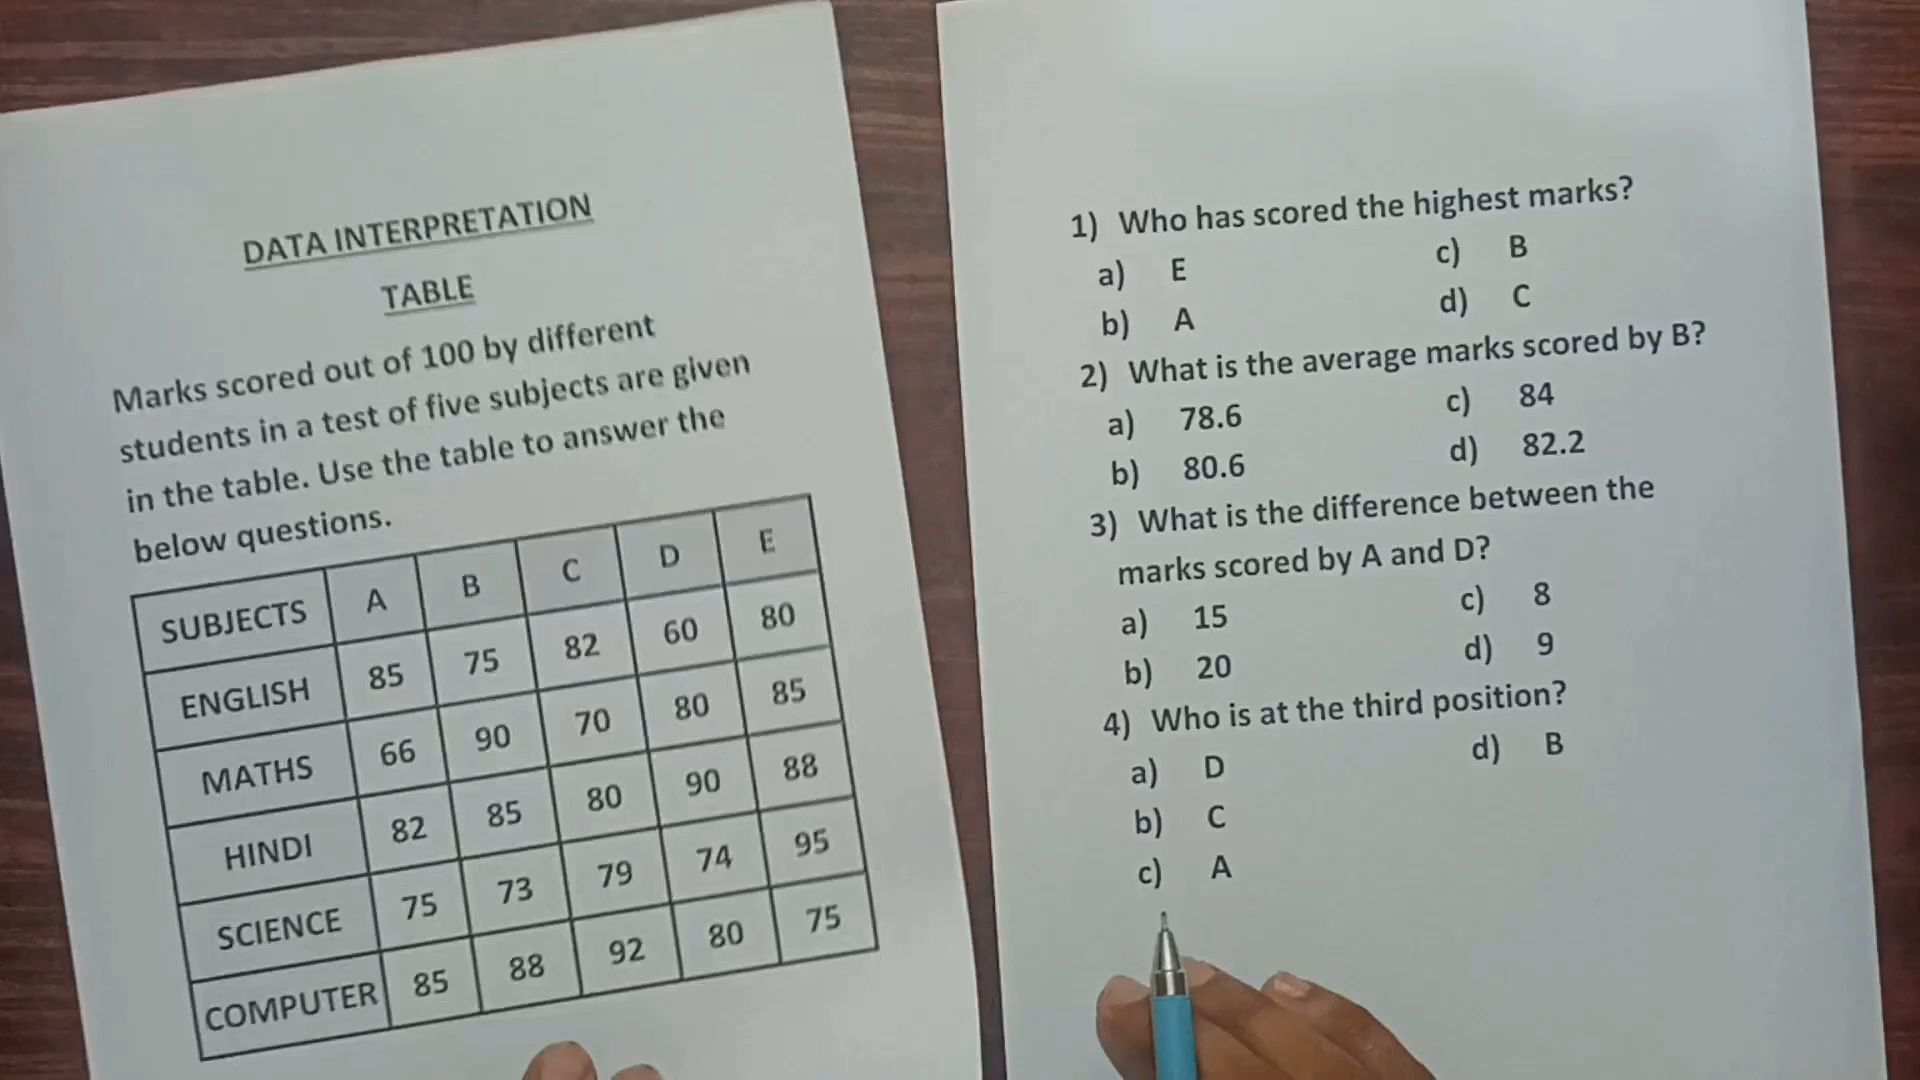 DATA INTERPRETATION
TABLE
Marks scored out of 100 by different
students in a test of five subjects are given
in the table. Use the table to answer the
below questions.
SUBJECTS A B C D E
ENGLISH 85 75 82 60 80
MATHS 66 90 70 80 85
HINDI 82 85 80 90 88
SCIENCE 75 73 79 74 95
COMPUTER 85 88 92 80 75
1) Who has scored the highest marks?
a) E c) B
b) A d) C
2) What is the average marks scored by B?
a) 78.6 c) 84
b) 80.6 d) 82.2
3) What is the difference between the
marks scored by A and D?
a) 15 c) 8
b) 20 d) 9
4) Who is at the third position?
a) D d) B
b) C
c) A